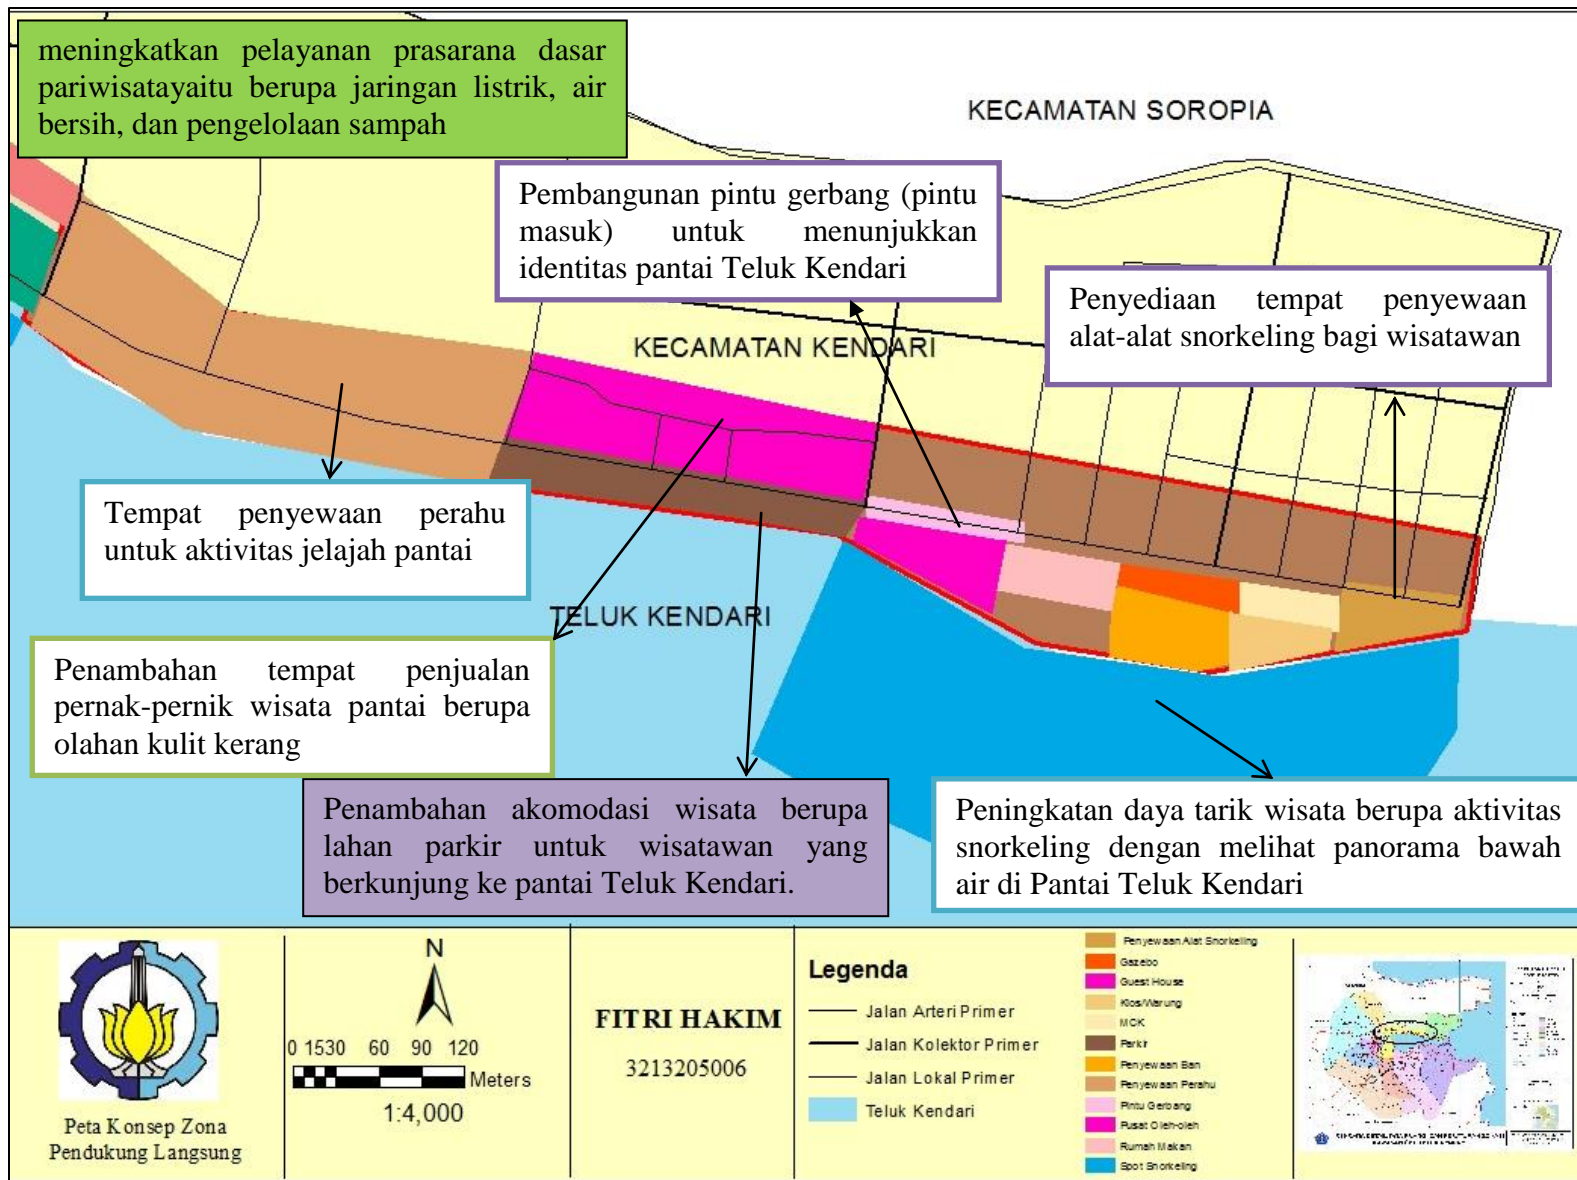 meningkatkan pelayanan prasarana dasar
pariwisatayaitu berupa jaringan listrik, air
bersih, dan pengelolaan sampah
KECAMATAN SOROPIA
Pembangunan pintu gerbang (pintu
masuk) untuk menunjukkan
identitas pantai Teluk Kendari
Penyediaan tempat penyewaan
alat-alat snorkeling bagi wisatawan
KECAMATAN KENDARI
Tempat penyewaan perahu
untuk aktivitas jelajah pantai
TELUK KENDARI
Penambahan tempat penjualan
pernak-pernik wisata pantai berupa
olahan kulit kerang
Penambahan akomodasi wisata berupa
lahan parkir untuk wisatawan yang
berkunjung ke pantai Teluk Kendari.
Peningkatan daya tarik wisata berupa aktivitas
snorkeling dengan melihat panorama bawah
air di Pantai Teluk Kendari
Peta Konsep Zona
Pendukung Langsung
N
0 1530 60 90 120
Meters
1:4,000
FITRI HAKIM
3213205006
Legenda
Jalan Arteri Primer
Jalan Kolektor Primer
Jalan Lokal Primer
Teluk Kendari
Penyewaan Alat Snorkeling
Gazebo
Guest House
Kios/Warung
MCK
Parkir
Penyewaan Ban
Penyewaan Perahu
Pintu Gerbang
Pusat Oleh-oleh
Rumah Makan
Spot Snorkeling